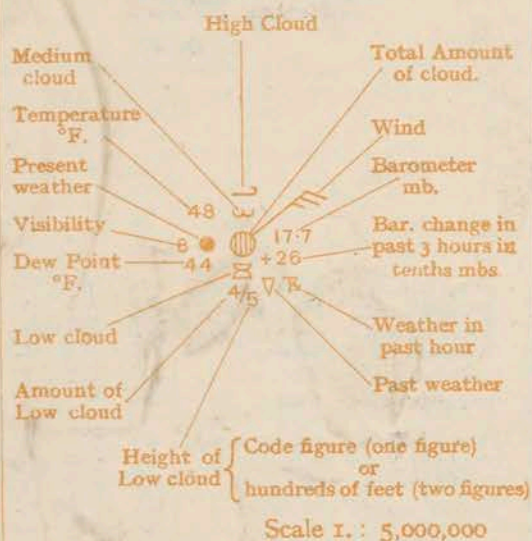 High Cloud
Medium
cloud
Total Amount
of cloud.
Temperature
°F.
Wind
Present
weather
Barometer
mb.
48
Visibility
8
17.7
Bar. change in
past 3 hours in
tenths mbs.
+26
Dew Point
°F.
44
4/5
Low cloud
Weather in
past hour
Amount of
Low cloud
Past weather
Height of
Low cloud
Code figure (one figure)
or
hundreds of feet (two figures)
Scale 1. : 5,000,000